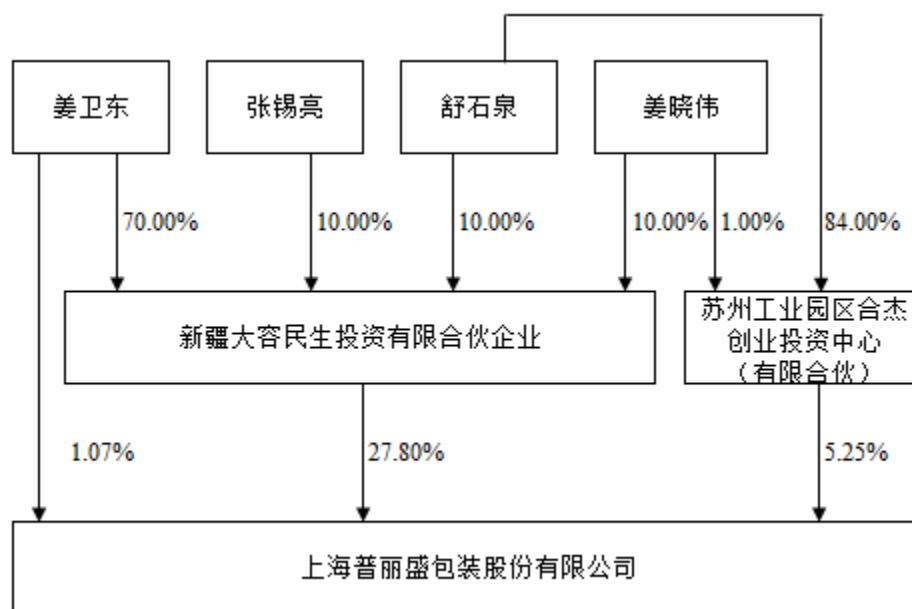 姜卫东
张锡亮
舒石泉
姜晓伟
70.00%
10.00%
10.00%
10.00%
1.00%
84.00%
新疆大容民生投资有限合伙企业
苏州工业园区合杰
创业投资中心
（有限合伙）
1.07%
27.80%
5.25%
上海普丽盛包装股份有限公司